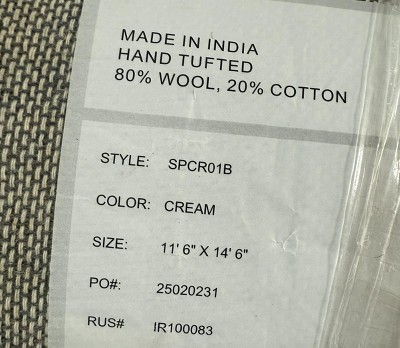 MADE IN INDIA
HAND TUFTED
80% WOOL, 20% COTTON
STYLE: SPCR01B
COLOR: CREAM
SIZE: 11' 6" X 14' 6"
PO#: 25020231
RUS# IR100083